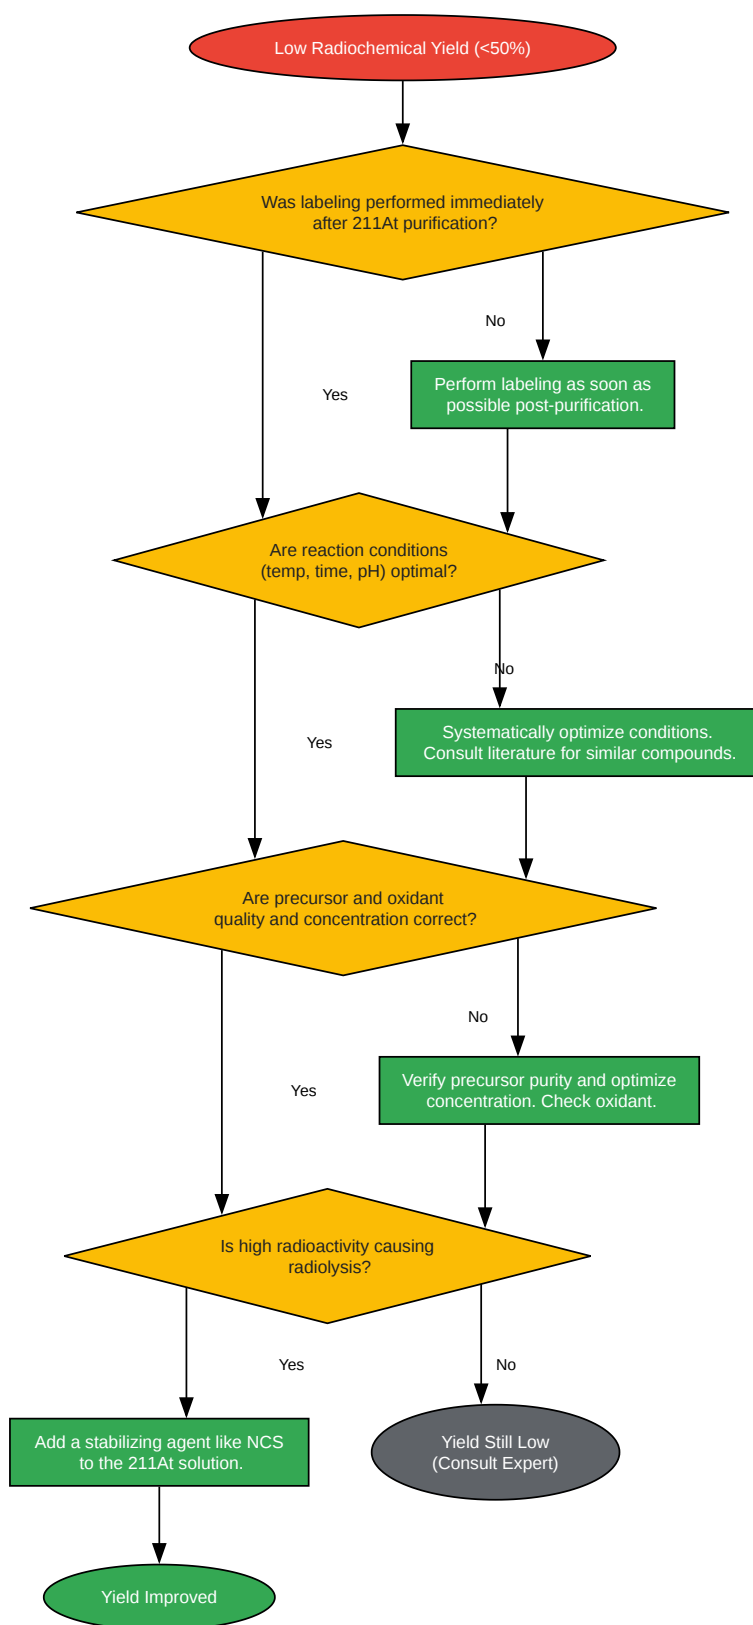 Low Radiochemical Yield (<50%)
Was labeling performed immediately
after 211At purification?
No
Yes
Perform labeling as soon as
possible post-purification.
Are reaction conditions
(temp, time, pH) optimal?
No
Yes
Systematically optimize conditions.
Consult literature for similar compounds.
Are precursor and oxidant
quality and concentration correct?
No
Yes
Verify precursor purity and optimize
concentration. Check oxidant.
Is high radioactivity causing
radiolysis?
Yes
No
Add a stabilizing agent like NCS
to the 211At solution.
Yield Still Low
(Consult Expert)
Yield Improved